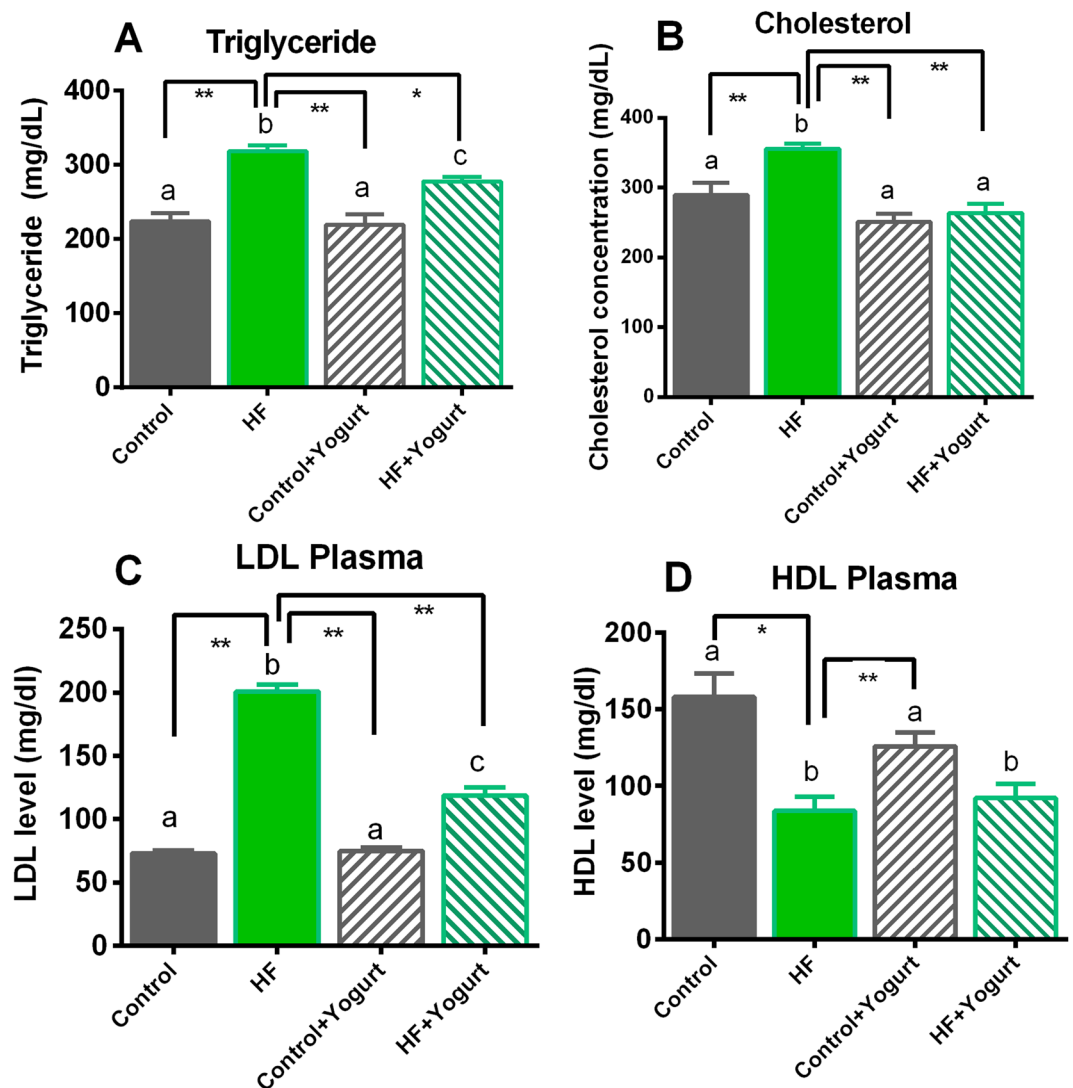 A
Triglyceride
Triglyceride (mg/dL)
400
300
200
100
0
**
**
*
a
b
a
c
Control
HF
Control+Yogurt
HF+Yogurt
B
Cholesterol
Cholesterol concentration (mg/dL)
400
300
200
100
0
**
**
**
a
b
a
a
Control
HF
Control+Yogurt
HF+Yogurt
C
LDL Plasma
LDL level (mg/dl)
250
200
150
100
50
0
**
**
**
a
b
a
c
Control
HF
Control+Yogurt
HF+Yogurt
D
HDL Plasma
HDL level (mg/dl)
200
150
100
50
0
*
**
a
b
a
b
Control
HF
Control+Yogurt
HF+Yogurt